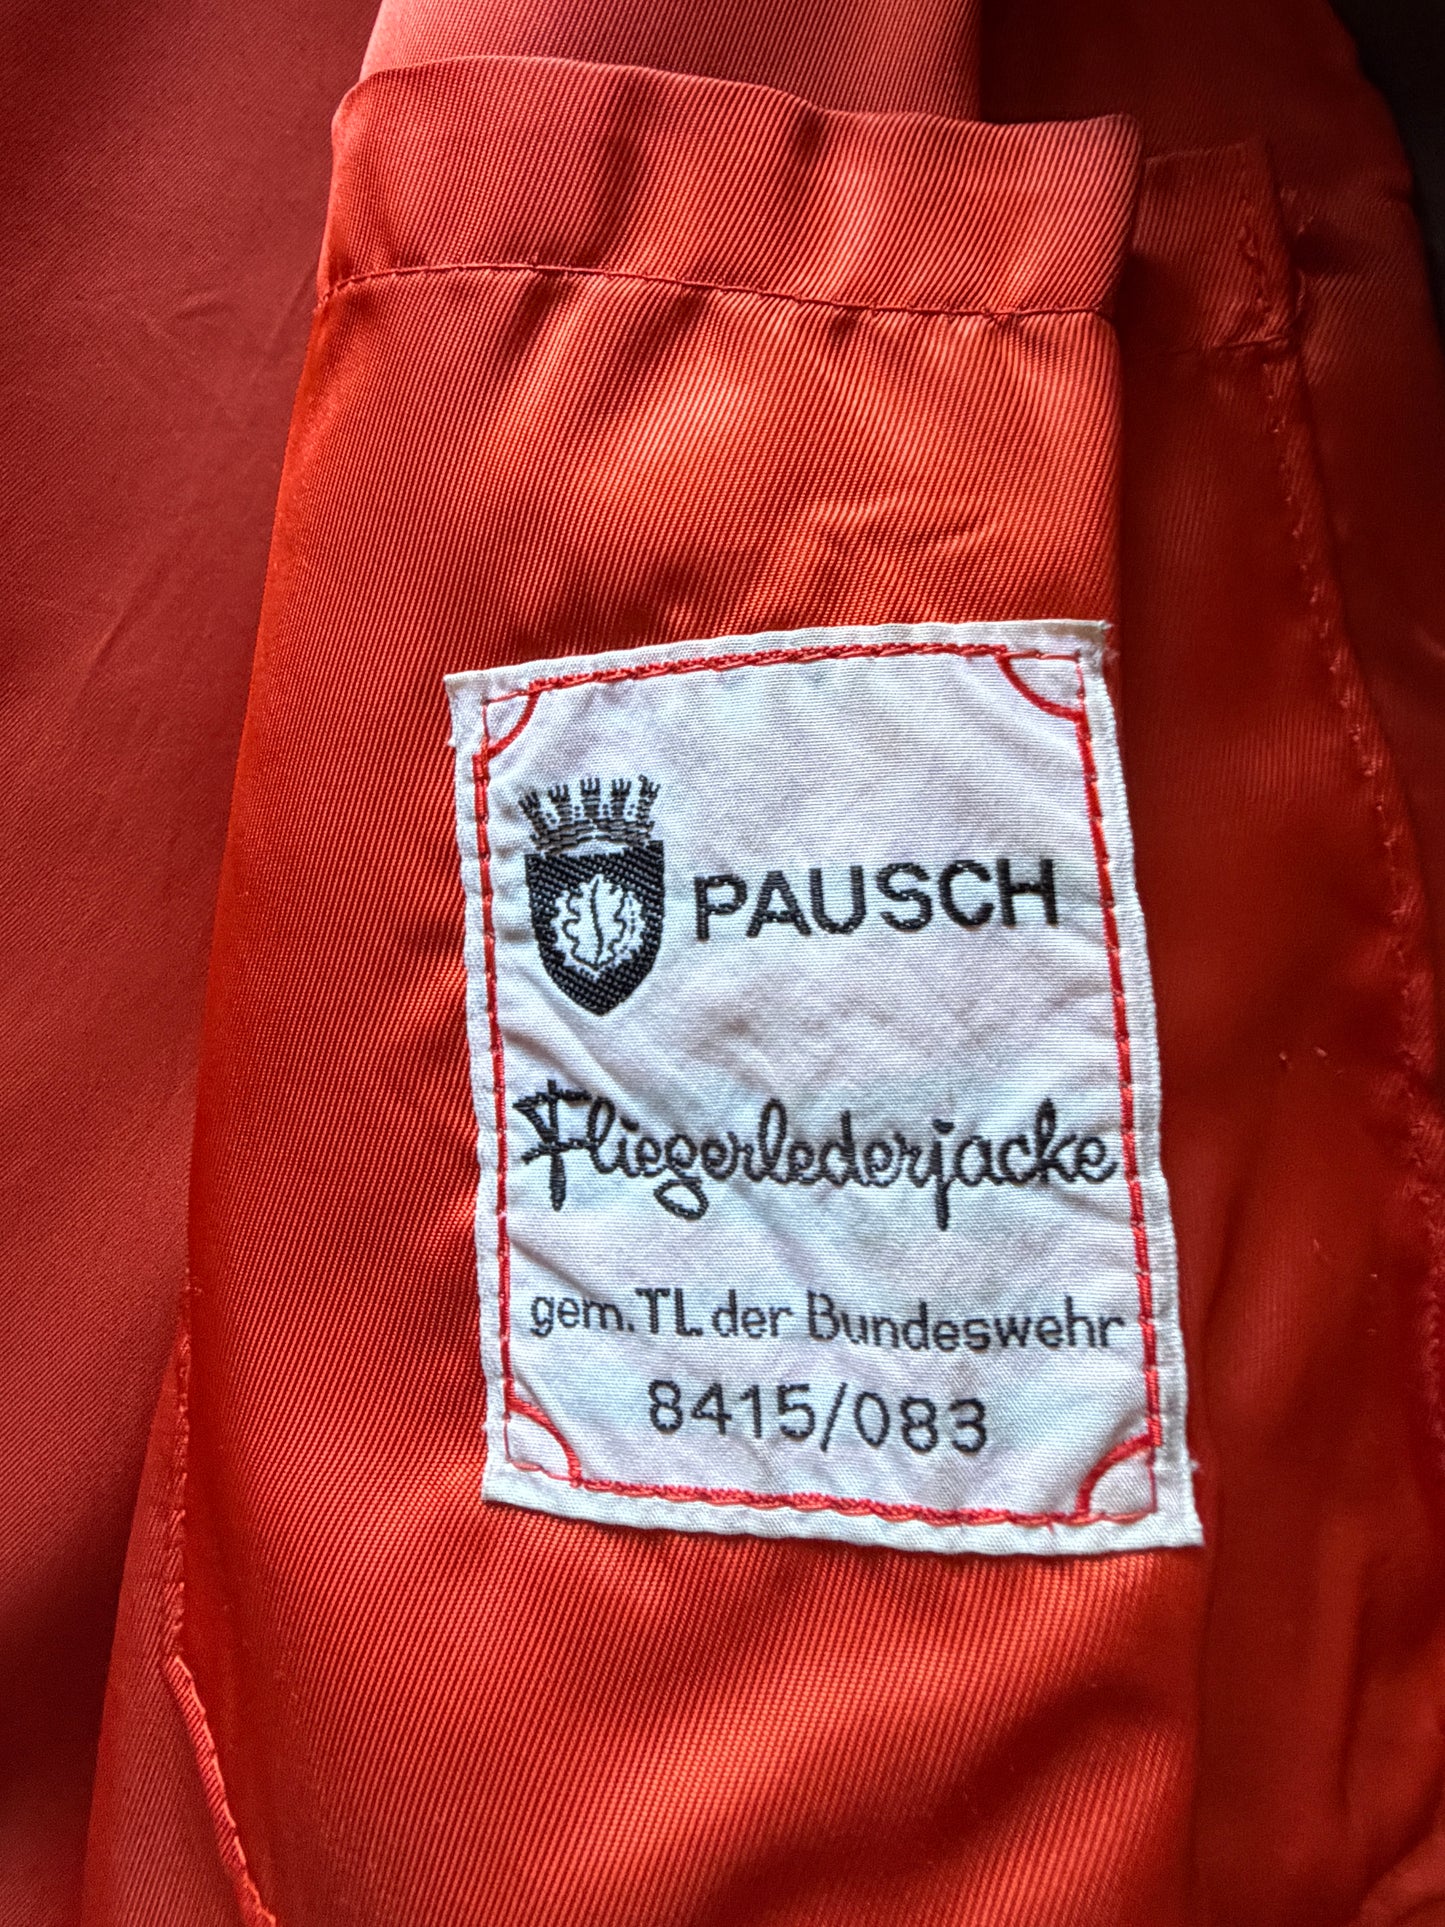 PAUSCH
Fliegerlederjacke
gem. TL der Bundeswehr
8415/083